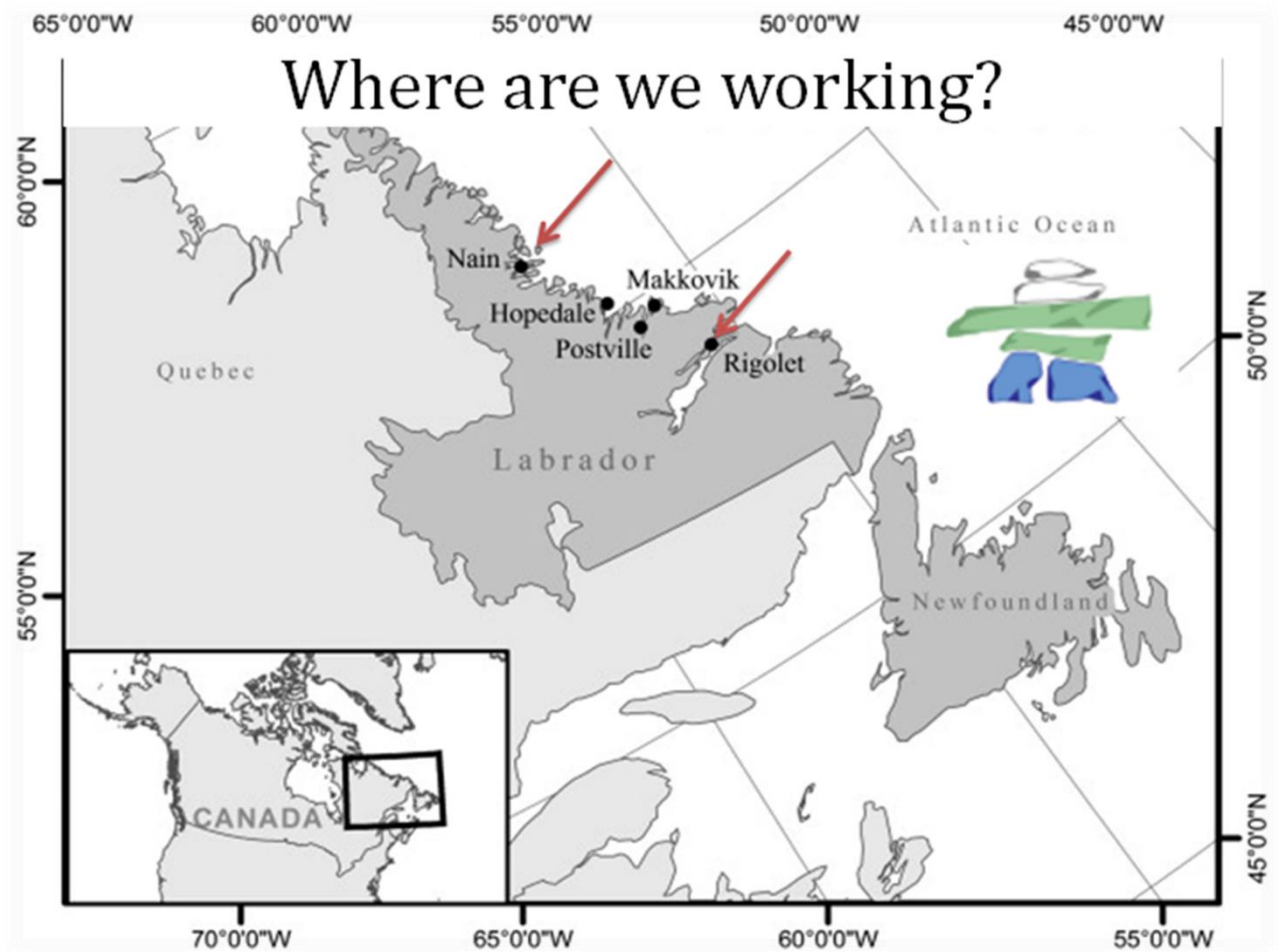 65°0'0"W 60°0'0"W 55°0'0"W 50°0'0"W 45°0'0"W
Where are we working?
60°0'0"N
Atlantic Ocean
Nain
Makkovik
Hopedale
Postville
Rigolet
50°0'0"N
Quebec
Labrador
55°0'0"N
Newfoundland
CANADA
45°0'0"N
70°0'0"W 65°0'0"W 60°0'0"W 55°0'0"W